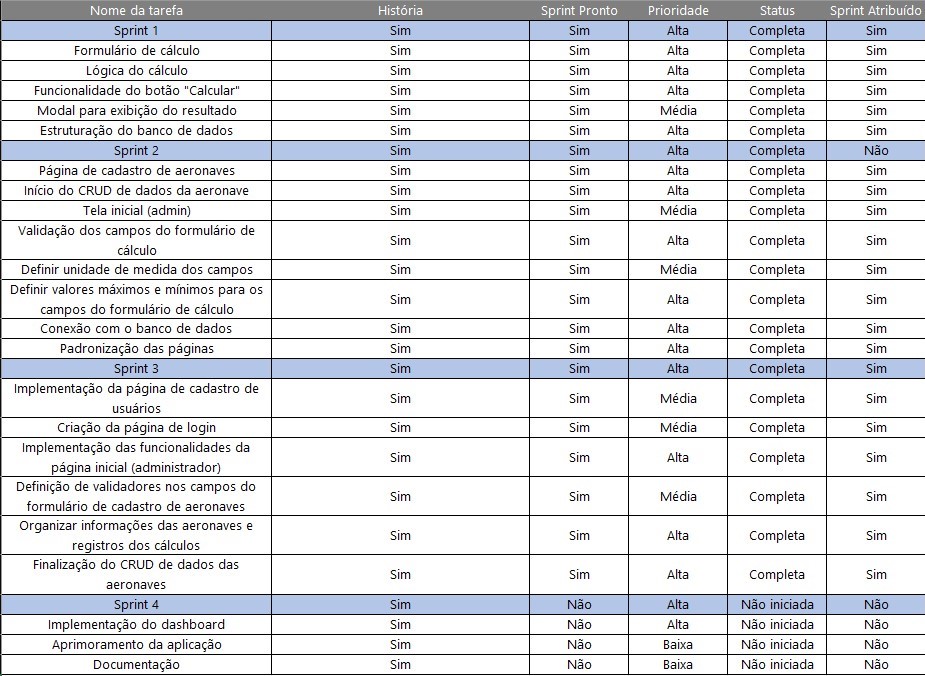 Nome da tarefa História Sprint Pronto Prioridade Status Sprint Atribuído
Sprint 1 Sim Sim Alta Completa Sim
Formulário de cálculo Sim Sim Alta Completa Sim
Lógica do cálculo Sim Sim Alta Completa Sim
Funcionalidade do botão "Calcular" Sim Sim Alta Completa Sim
Modal para exibição do resultado Sim Sim Média Completa Sim
Estruturação do banco de dados Sim Sim Alta Completa Sim
Sprint 2 Sim Sim Alta Completa Não
Página de cadastro de aeronaves Sim Sim Alta Completa Sim
Início do CRUD de dados da aeronave Sim Sim Alta Completa Sim
Tela inicial (admin) Sim Sim Média Completa Sim
Validação dos campos do formulário de
cálculo Sim Sim Alta Completa Sim
Definir unidade de medida dos campos Sim Sim Média Completa Sim
Definir valores máximos e mínimos para os
campos do formulário de cálculo Sim Sim Alta Completa Sim
Conexão com o banco de dados Sim Sim Alta Completa Sim
Padronização das páginas Sim Sim Alta Completa Sim
Sprint 3 Sim Sim Alta Completa Sim
Implementação da página de cadastro de
usuários Sim Sim Média Completa Sim
Criação da página de login Sim Sim Média Completa Sim
Implementação das funcionalidades da
página inicial (administrador) Sim Sim Alta Completa Sim
Definição de validadores nos campos do
formulário de cadastro de aeronaves Sim Sim Média Completa Sim
Organizar informações das aeronaves e
registros dos cálculos Sim Sim Alta Completa Sim
Finalização do CRUD de dados das
aeronaves Sim Sim Alta Completa Sim
Sprint 4 Sim Não Alta Não iniciada Não
Implementação do dashboard Sim Não Alta Não iniciada Não
Aprimoramento da aplicação Sim Não Baixa Não iniciada Não
Documentação Sim Não Baixa Não iniciada Não